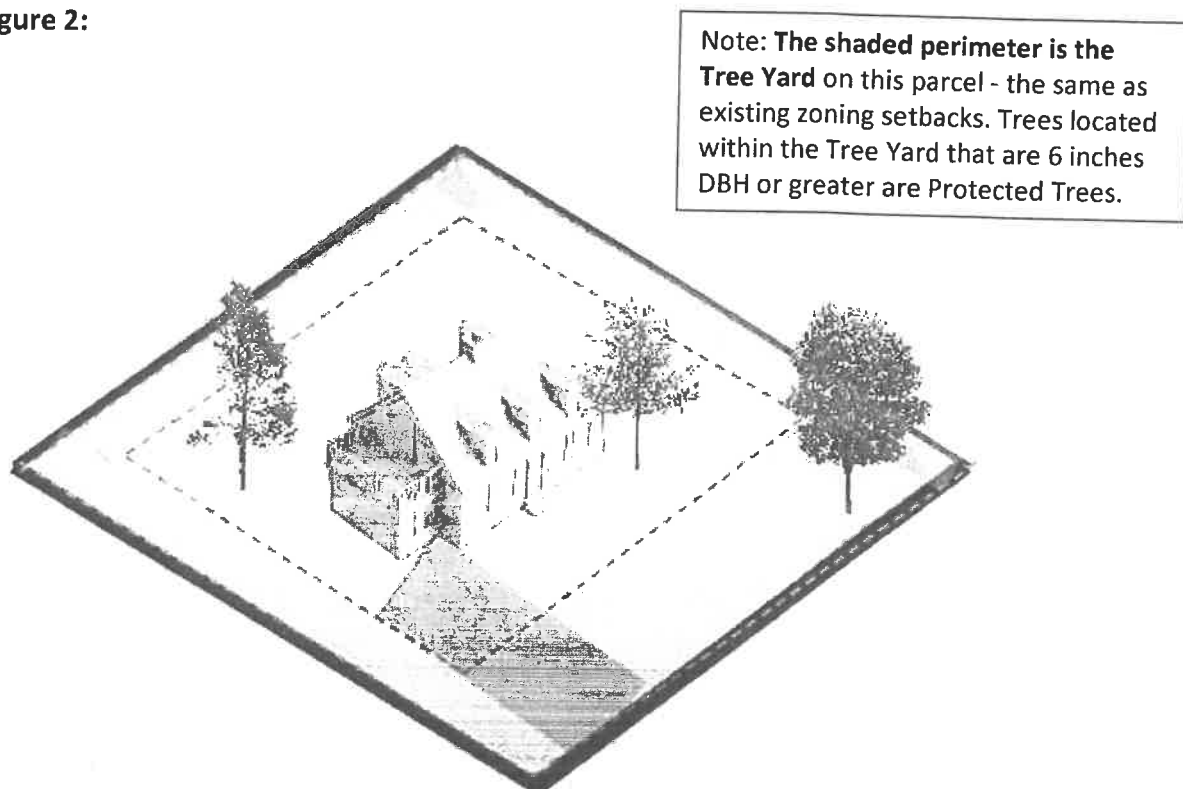 gure 2:
Note: The shaded perimeter is the
Tree Yard on this parcel - the same as
existing zoning setbacks. Trees located
within the Tree Yard that are 6 inches
DBH or greater are Protected Trees.